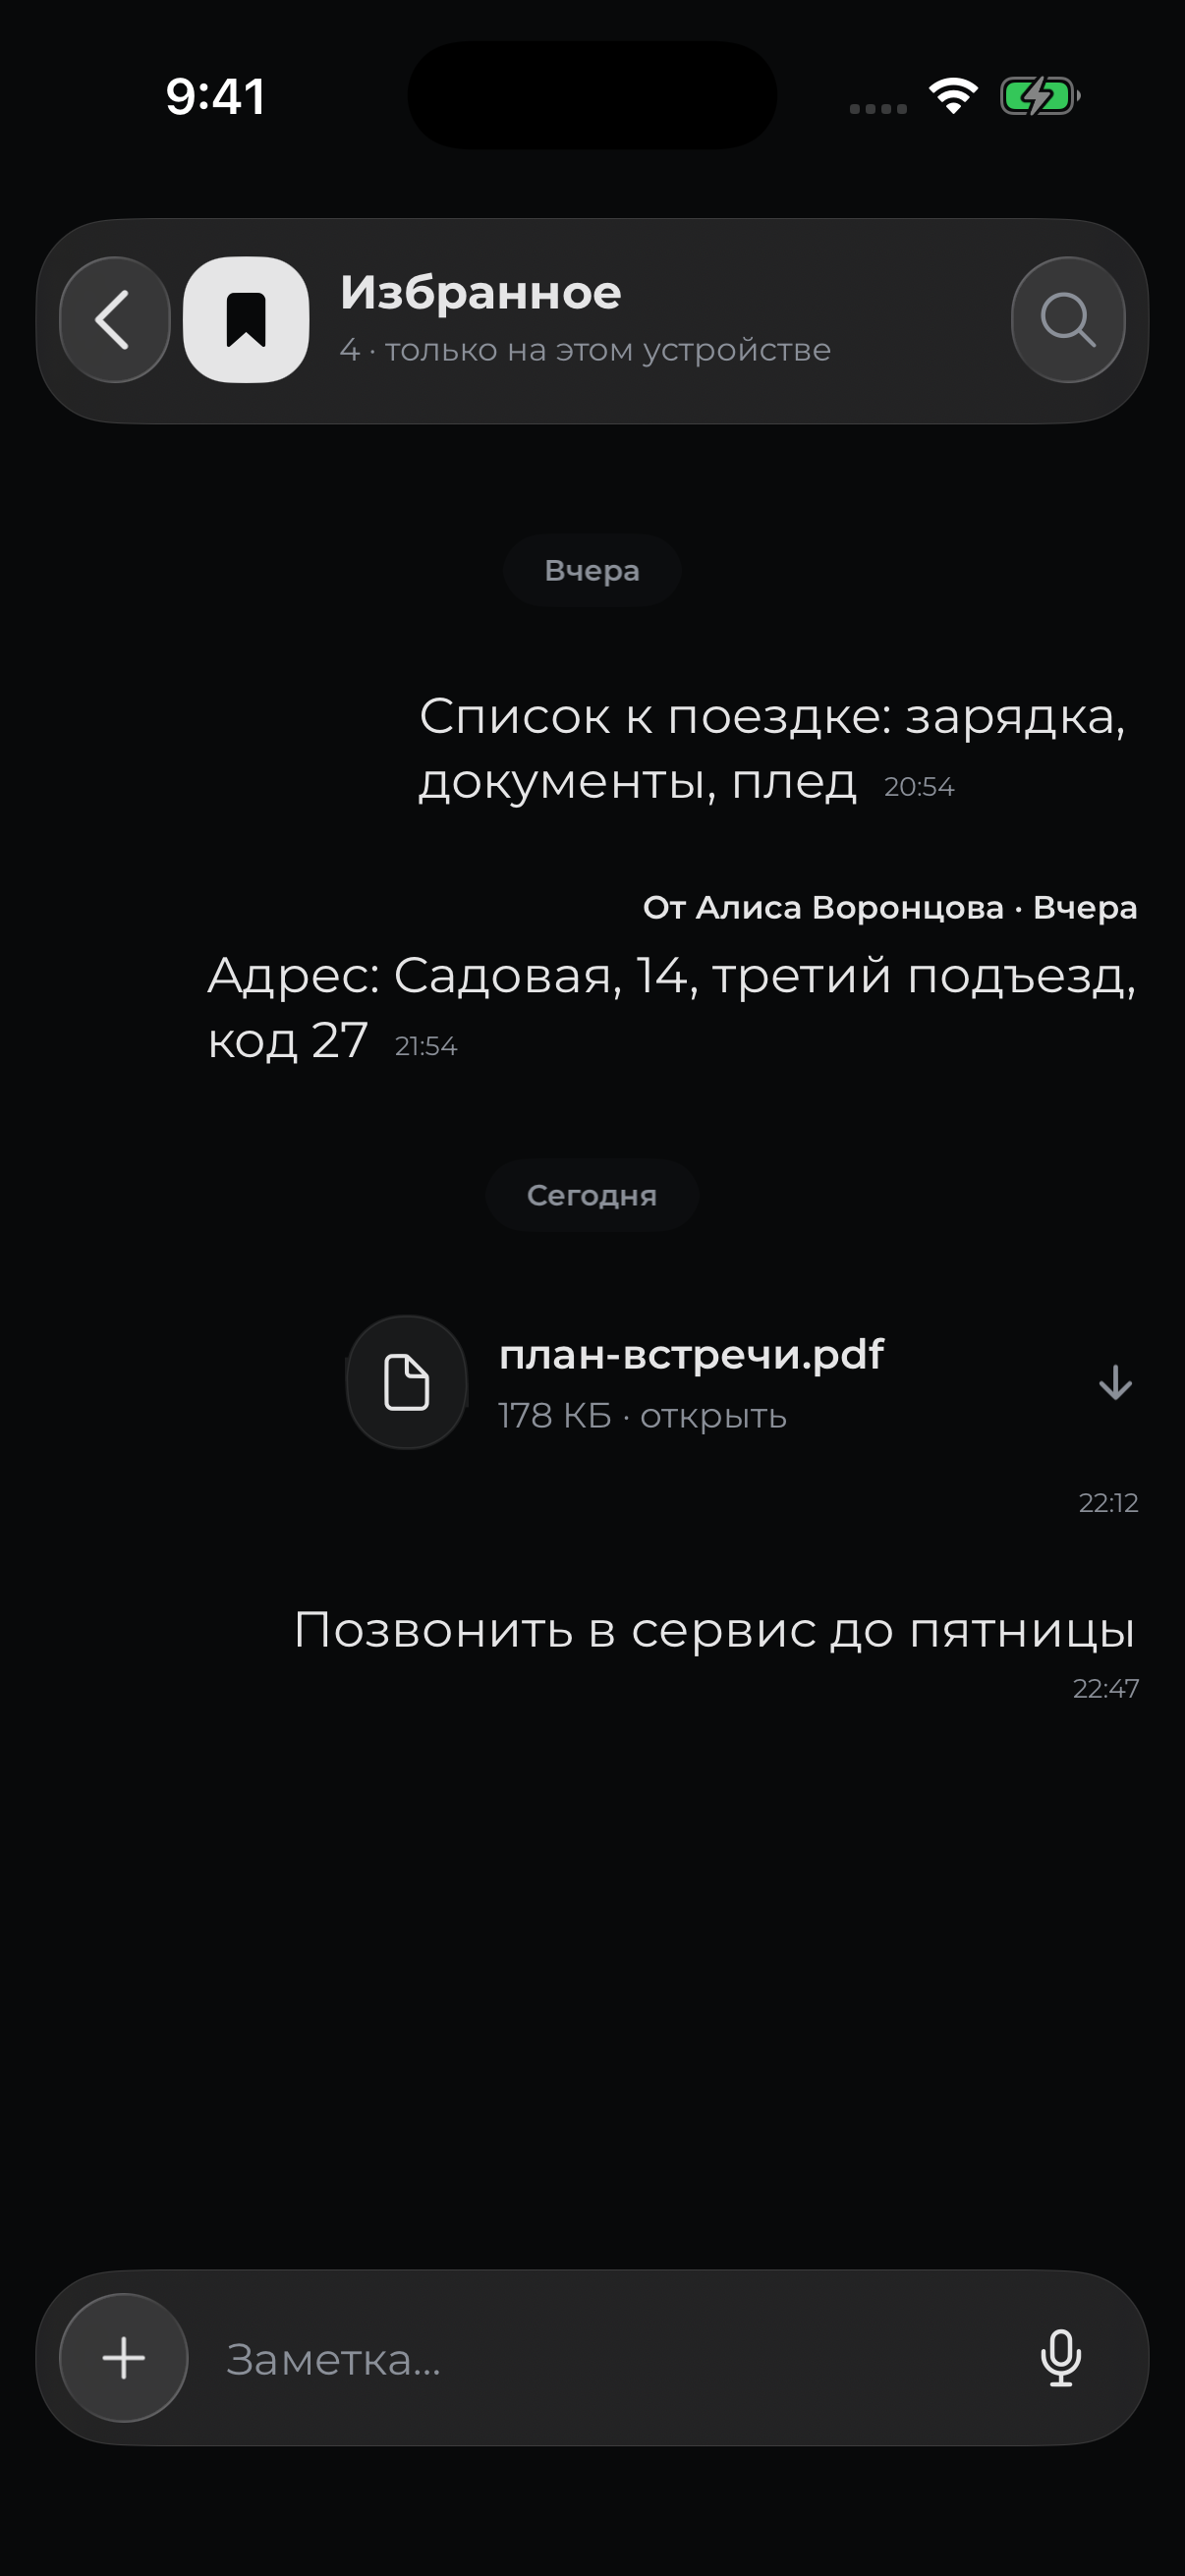 9:41
Избранное
4 · только на этом устройстве
Вчера
Список к поездке: зарядка,
документы, плед 20:54
От Алиса Воронцова · Вчера
Адрес: Садовая, 14, третий подъезд,
код 27 21:54
Сегодня
план-встречи.pdf
178 КБ · открыть
22:12
Позвонить в сервис до пятницы
22:47
Заметка...